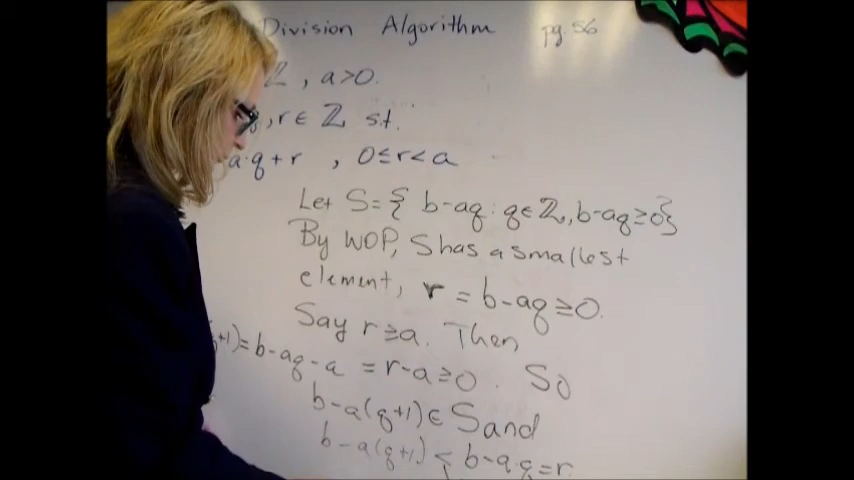 Division Algorithm pg. 56
ℤ, a>0.
, r∈ ℤ s.t.
a·q+r , 0≤r<a
Let S={ b-aq: q∈ℤ, b-aq≥0}
By WOP, S has a smallest
element, r = b-aq≥0.
Say r≥a. Then
+1)=b-aq-a = r-a≥0. So
b-a(q+1)∈ S and
b-a(q+1) < b-a·q=r